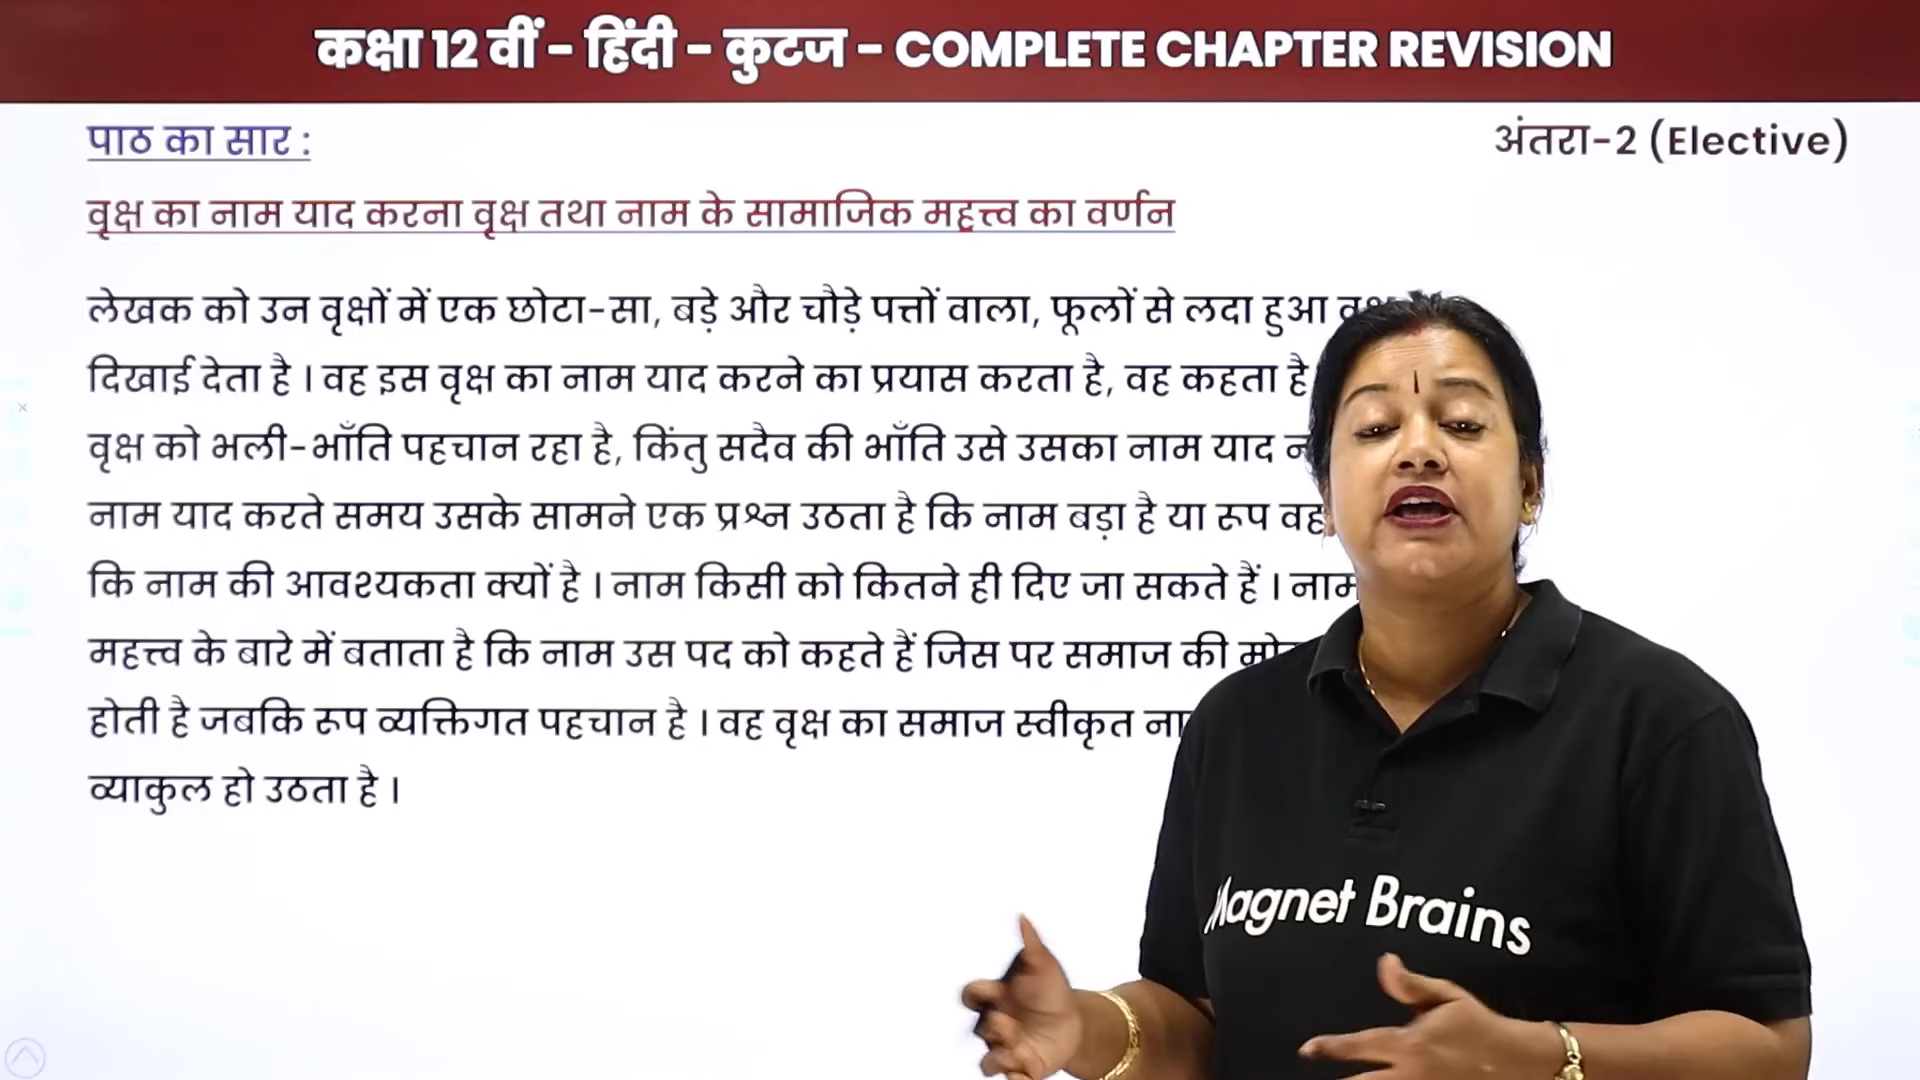 कक्षा 12 वीं - हिंदी - कुटज - COMPLETE CHAPTER REVISION
पाठ का सार :
अंतरा-2 (Elective)
वृक्ष का नाम याद करना वृक्ष तथा नाम के सामाजिक महत्त्व का वर्णन
लेखक को उन वृक्षों में एक छोटा-सा, बड़े और चौड़े पत्तों वाला, फूलों से लदा हुआ
दिखाई देता है । वह इस वृक्ष का नाम याद करने का प्रयास करता है, वह कहता है
वृक्ष को भली-भाँति पहचान रहा है, किंतु सदैव की भाँति उसे उसका नाम याद
नाम याद करते समय उसके सामने एक प्रश्न उठता है कि नाम बड़ा है या रूप वह
कि नाम की आवश्यकता क्यों है । नाम किसी को कितने ही दिए जा सकते हैं । नाम
महत्त्व के बारे में बताता है कि नाम उस पद को कहते हैं जिस पर समाज की
होती है जबकि रूप व्यक्तिगत पहचान है । वह वृक्ष का समाज स्वीकृत
व्याकुल हो उठता है ।
Magnet Brains